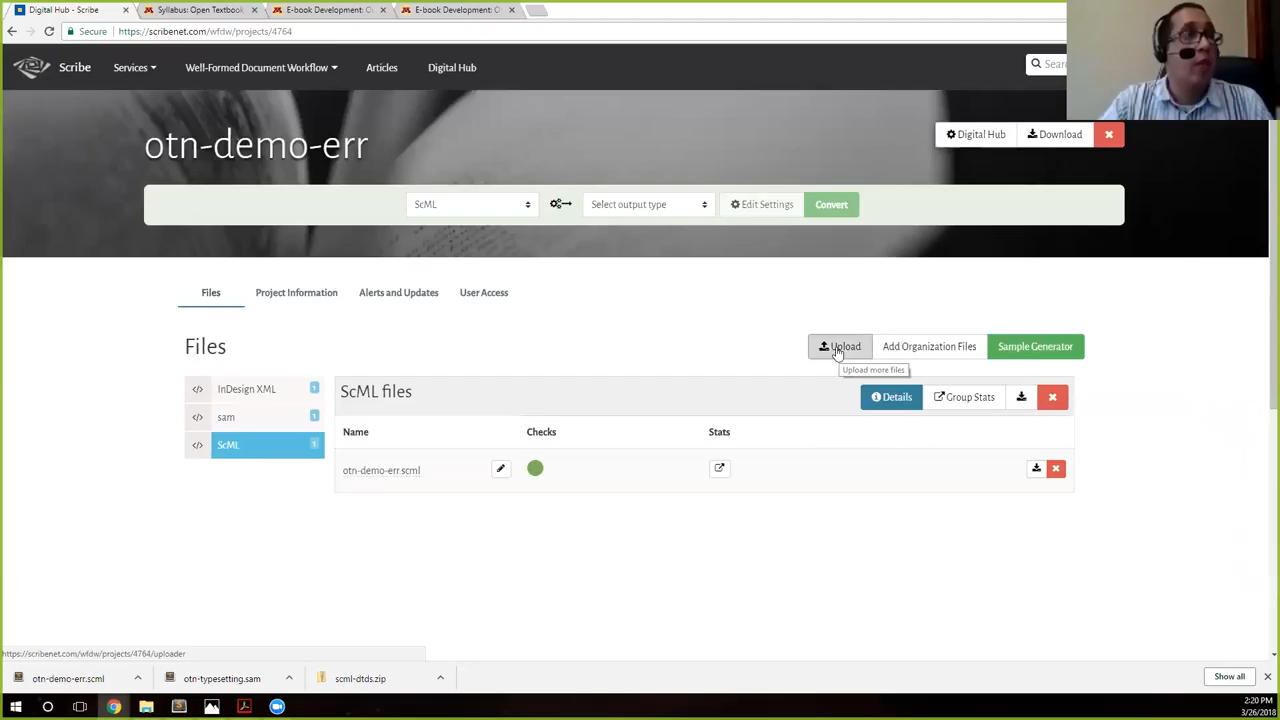 Digital Hub - Scribe
Syllabus: Open Textbook
E-book Development: O
E-book Development: O
Secure
https://scribenet.com/wfdw/projects/4764
Scribe
Services
Well-Formed Document Workflow
Articles
Digital Hub
Sear
otn-demo-err
Digital Hub
Download
ScML
Select output type
Edit Settings
Convert
Files
Project Information
Alerts and Updates
User Access
Files
Upload
Add Organization Files
Sample Generator
Upload more files
InDesign XML
1
sam
1
ScML
1
ScML files
Details
Group Stats
Name
Checks
Stats
otn-demo-err.scml
https://scribenet.com/wfdw/projects/4764/uploader
otn-demo-err.scml
otn-typesetting.sam
scml-dtds.zip
Show all
2:20 PM
3/26/2018